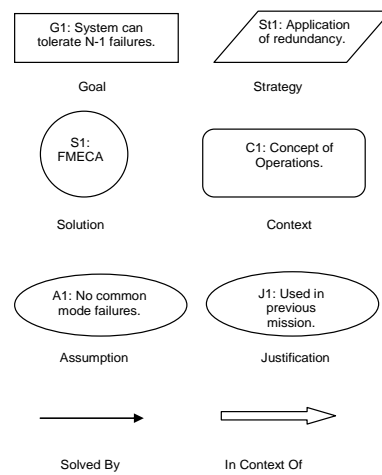 G1: System can
tolerate N-1 failures.
Goal
St1: Application
of redundancy.
Strategy
S1:
FMECA
Solution
C1: Concept of
Operations.
Context
A1: No common
mode failures.
Assumption
J1: Used in
previous
mission.
Justification
Solved By
In Context Of